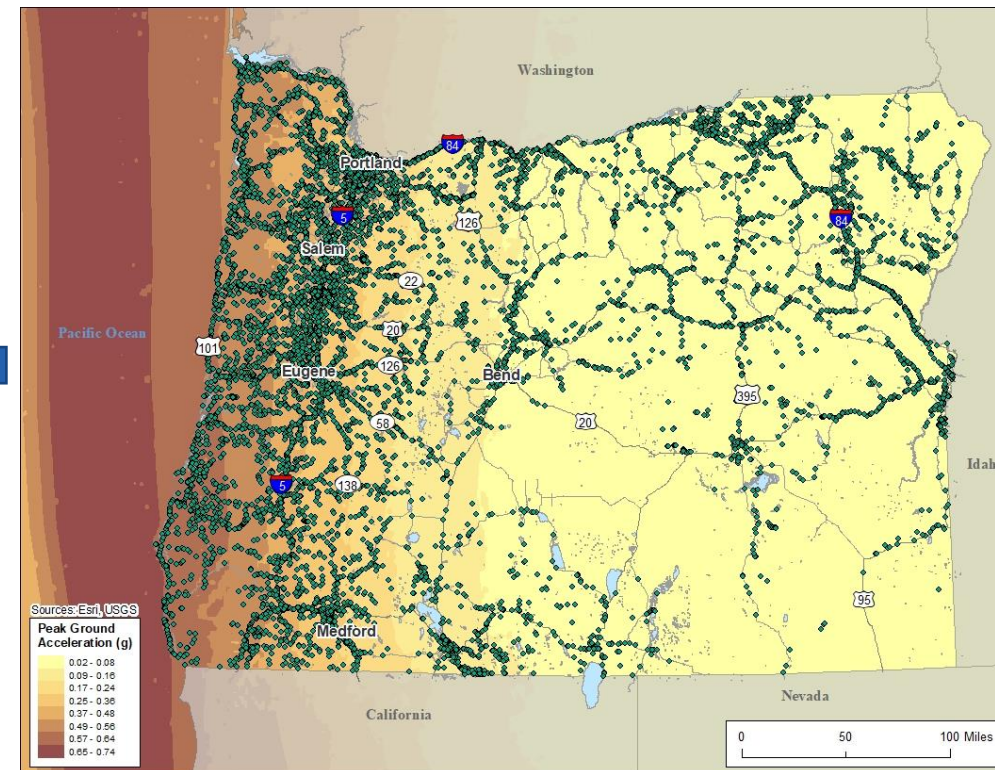 Washington
84
Portland
5
126
84
Salem
22
Pacific Ocean
20
101
126
Eugene
Bend
395
58
20
Idah
5
138
95
Medford
Sources: Esri, USGS
Peak Ground
Acceleration (g)
0.02 - 0.08
0.09 - 0.16
0.17 - 0.24
0.25 - 0.36
0.37 - 0.48
0.49 - 0.56
0.57 - 0.64
0.65 - 0.74
California
Nevada
0 50 100 Miles